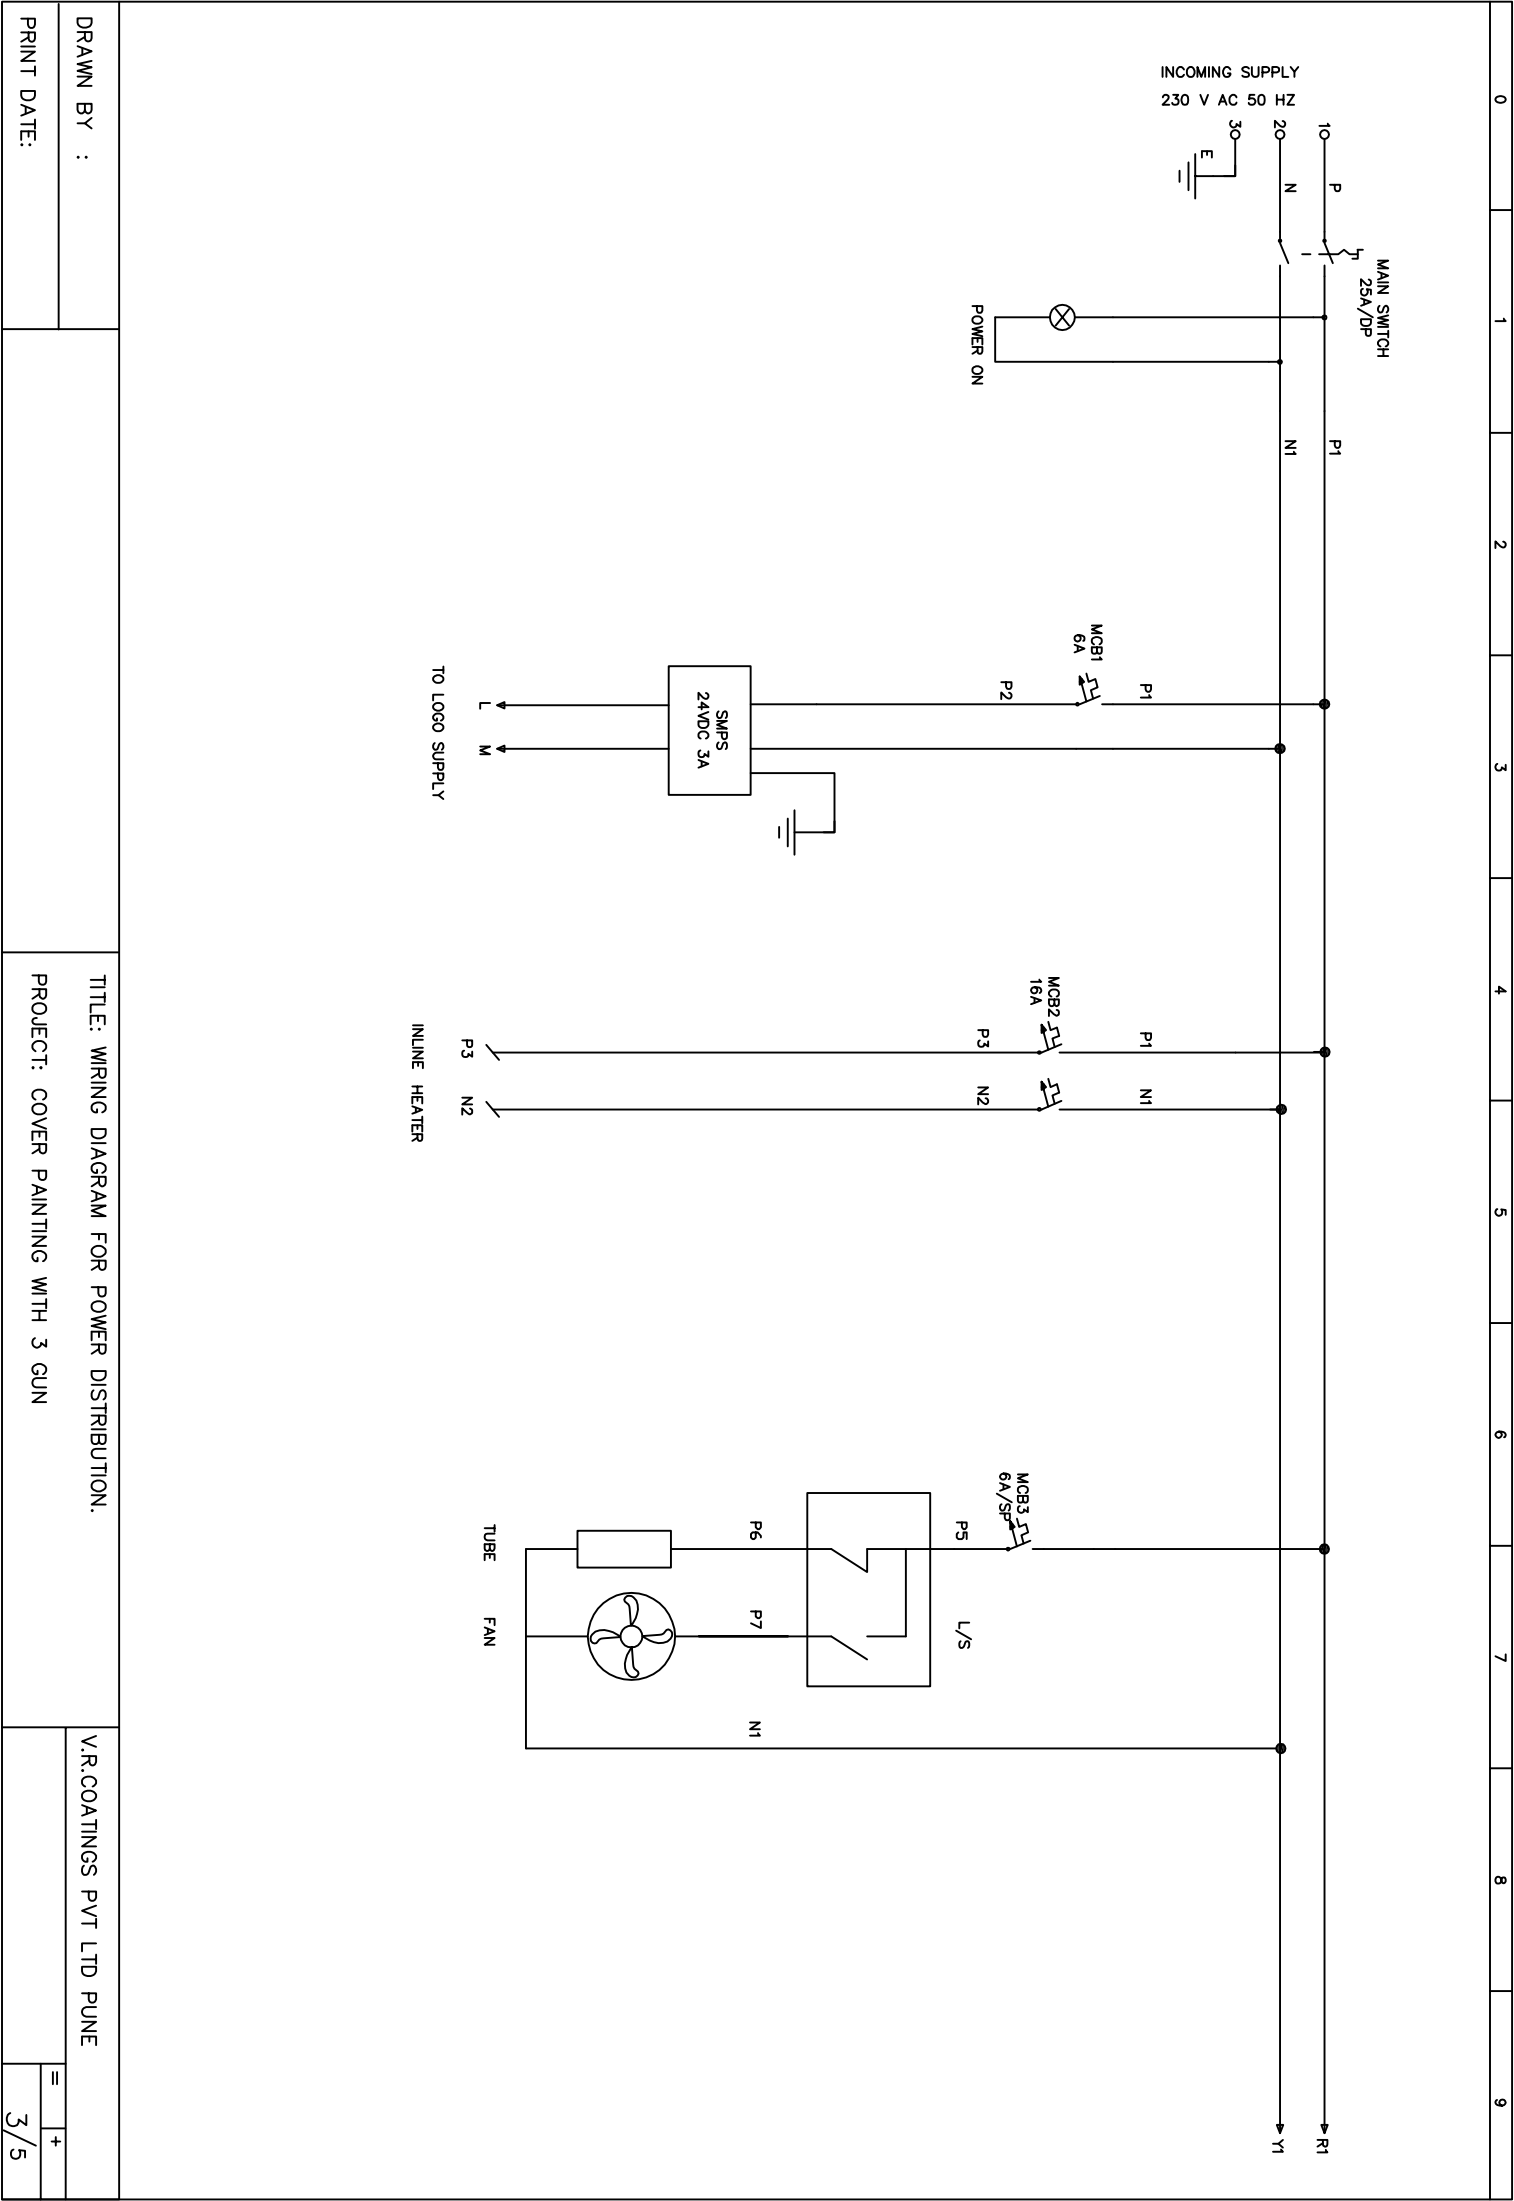 0 1 2 3 4 5 6 7 8 9
INCOMING SUPPLY
230 V AC 50 HZ
1
2
3
P
N
E
MAIN SWITCH
25A/DP
POWER ON
P1
N1
R1
Y1
MCB1
6A
P1
P2
SMPS
24VDC 3A
L
M
TO LOGO SUPPLY
MCB2
16A
P1
N1
P3
N2
P3
N2
INLINE HEATER
MCB3
6A/SP
P5
L/S
P6
P7
N1
TUBE
FAN
DRAWN BY :
PRINT DATE:
TITLE: WIRING DIAGRAM FOR POWER DISTRIBUTION.
PROJECT: COVER PAINTING WITH 3 GUN
V.R.COATINGS PVT LTD PUNE
= +
3/5